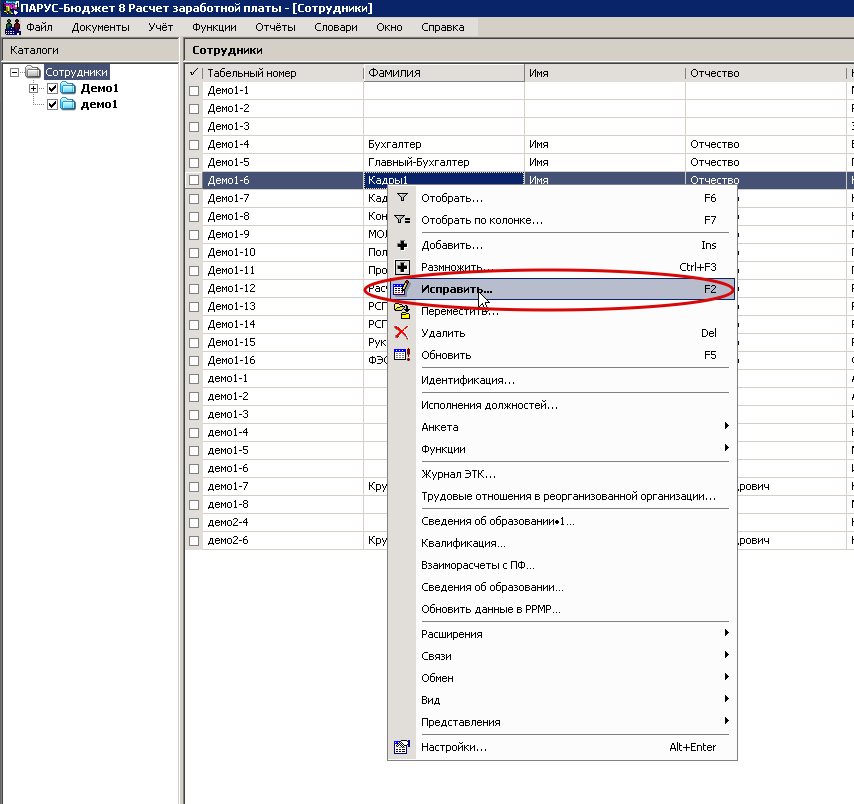 ПАРУС-Бюджет 8 Расчет заработной платы - [Сотрудники]
Файл Документы Учёт Функции Отчёты Словари Окно Справка
Каталоги
Сотрудники
Демо1
демо1
Сотрудники
Табельный номер Фамилия Имя Отчество
Демо1-1
Демо1-2
Демо1-3
Демо1-4 Бухгалтер Имя Отчество
Демо1-5 Главный-Бухгалтер Имя Отчество
Демо1-6 Кадры1 Имя Отчество
Демо1-7 Кад
Демо1-8 Кон
Демо1-9 МОЛ
Демо1-10 Пол
Демо1-11 Про
Демо1-12 Рас
Демо1-13 РСП
Демо1-14 РСП
Демо1-15 Рук
Демо1-16 ФЭС
демо1-1
демо1-2
демо1-3
демо1-4
демо1-5
демо1-6
демо1-7 Кру дрович
демо1-8
демо2-4
демо2-6 Кру дрович
Отобрать... F6
Отобрать по колонке... F7
Добавить... Ins
Размножить... Ctrl+F3
Исправить... F2
Переместить...
Удалить Del
Обновить F5
Идентификация...
Исполнения должностей...
Анкета
Функции
Журнал ЭТК...
Трудовые отношения в реорганизованной организации...
Сведения об образовании•1...
Квалификация...
Взаиморасчеты с ПФ...
Сведения об образовании...
Обновить данные в РРМР...
Расширения
Связи
Обмен
Вид
Представления
Настройки... Alt+Enter